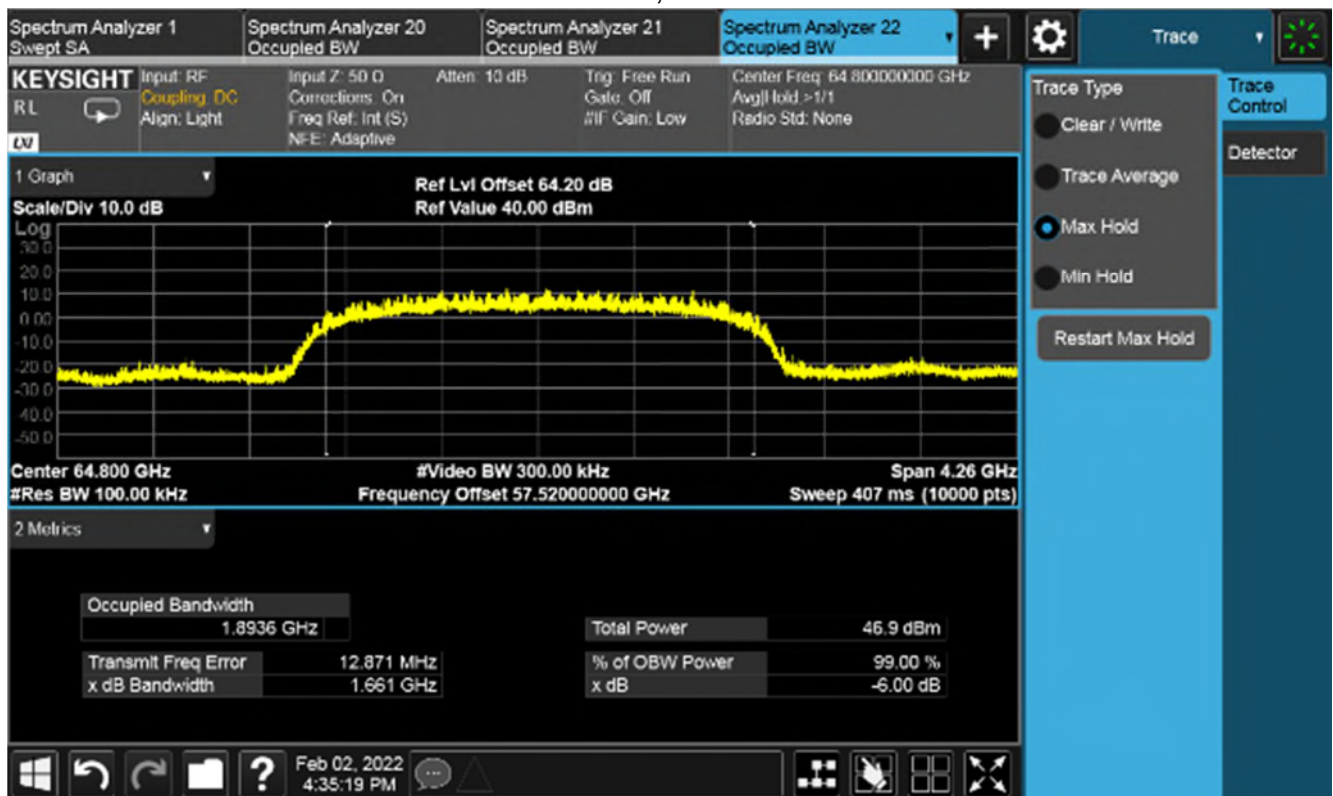 Spectrum Analyzer 1
Swept SA
Spectrum Analyzer 20
Occupied BW
Spectrum Analyzer 21
Occupied BW
Spectrum Analyzer 22
Occupied BW
Trace
KEYSIGHT
RL
LXI
Input: RF
Coupling: DC
Align: Light
Input Z: 50 Ω
Corrections: On
Freq Ref: Int (S)
NFE: Adaptive
Atten: 10 dB
Trig: Free Run
Gate: Off
#IF Gain: Low
Center Freq: 64.800000000 GHz
Avg|Hold:>1/1
Radio Std: None
1 Graph
Scale/Div 10.0 dB
Ref Lvl Offset 64.20 dB
Ref Value 40.00 dBm
Log
30.0
20.0
10.0
0.00
-10.0
-20.0
-30.0
-40.0
-50.0
Center 64.800 GHz
#Video BW 300.00 kHz
Span 4.26 GHz
#Res BW 100.00 kHz
Frequency Offset 57.520000000 GHz
Sweep 407 ms (10000 pts)
2 Metrics
Occupied Bandwidth
1.8936 GHz
Total Power 46.9 dBm
Transmit Freq Error 12.871 MHz
% of OBW Power 99.00 %
x dB Bandwidth 1.661 GHz
x dB -6.00 dB
Feb 02, 2022
4:35:19 PM
Trace Type
Clear / Write
Trace Average
Max Hold
Min Hold
Restart Max Hold
Trace
Control
Detector